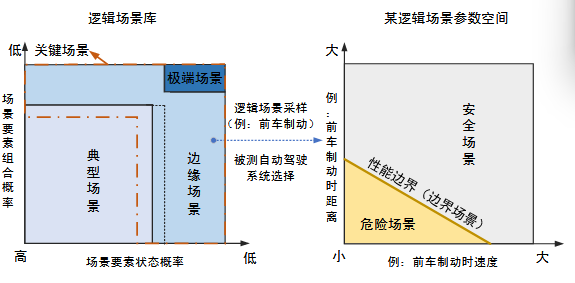 逻辑场景库
某逻辑场景参数空间
低
关键场景
极端场景
场景要素组合概率
典型场景
边缘场景
高
场景要素状态概率
低
逻辑场景采样
（例：前车制动）
被测自动驾驶
系统选择
大
例：前车制动时距离
安全场景
性能边界（边界场景）
危险场景
小
例：前车制动时速度
大